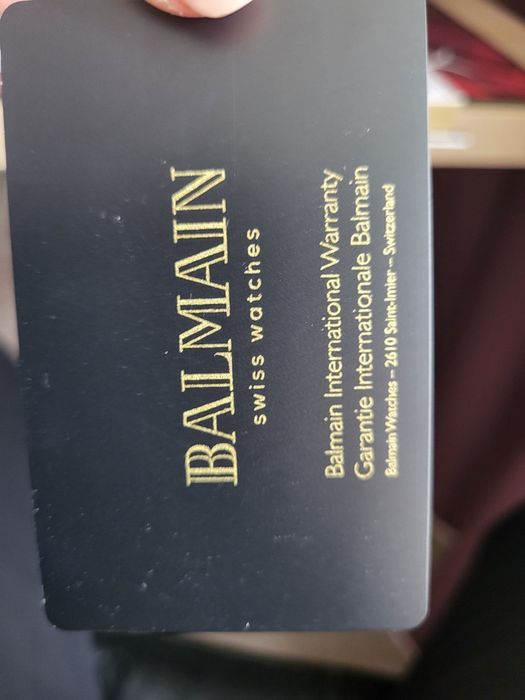 BALMAIN
swiss watches
Balmain International Warranty
Garantie Internationale Balmain
Balmain Watches – 2610 Saint-Imier – Switzerland